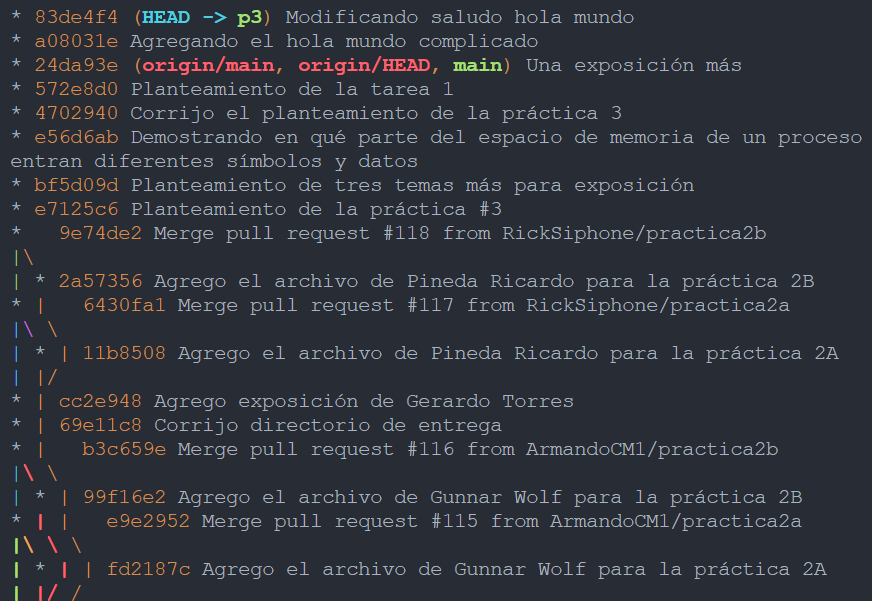 * 83de4f4 (HEAD -> p3) Modificando saludo hola mundo
* a08031e Agregando el hola mundo complicado
* 24da93e (origin/main, origin/HEAD, main) Una exposición más
* 572e8d0 Planteamiento de la tarea 1
* 4702940 Corrijo el planteamiento de la práctica 3
* e56d6ab Demostrando en qué parte del espacio de memoria de un proceso
entran diferentes símbolos y datos
* bf5d09d Planteamiento de tres temas más para exposición
* e7125c6 Planteamiento de la práctica #3
*   9e74de2 Merge pull request #118 from RickSiphone/practica2b
|\
| * 2a57356 Agrego el archivo de Pineda Ricardo para la práctica 2B
* |   6430fa1 Merge pull request #117 from RickSiphone/practica2a
|\ \
| * | 11b8508 Agrego el archivo de Pineda Ricardo para la práctica 2A
| |/
* | cc2e948 Agrego exposición de Gerardo Torres
* | 69e11c8 Corrijo directorio de entrega
* |   b3c659e Merge pull request #116 from ArmandoCM1/practica2b
|\ \
| * | 99f16e2 Agrego el archivo de Gunnar Wolf para la práctica 2B
* | |   e9e2952 Merge pull request #115 from ArmandoCM1/practica2a
|\ \ \
| * | | fd2187c Agrego el archivo de Gunnar Wolf para la práctica 2A
| |/ /